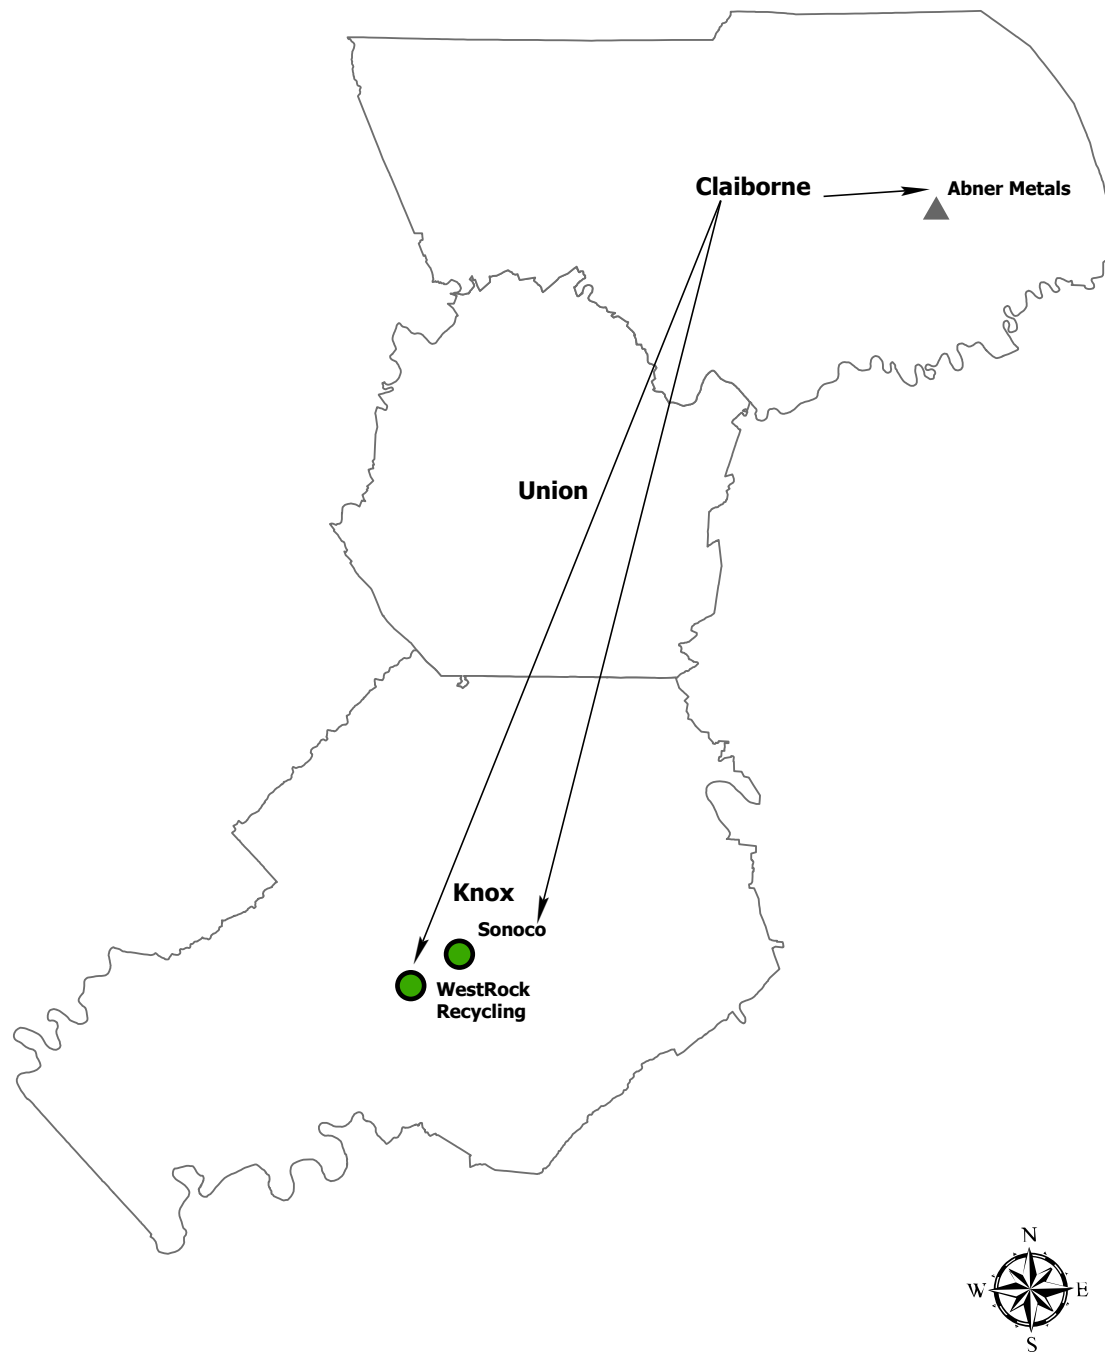 Claiborne
Abner Metals
Union
Knox
Sonoco
WestRock
Recycling
N
W
E
S